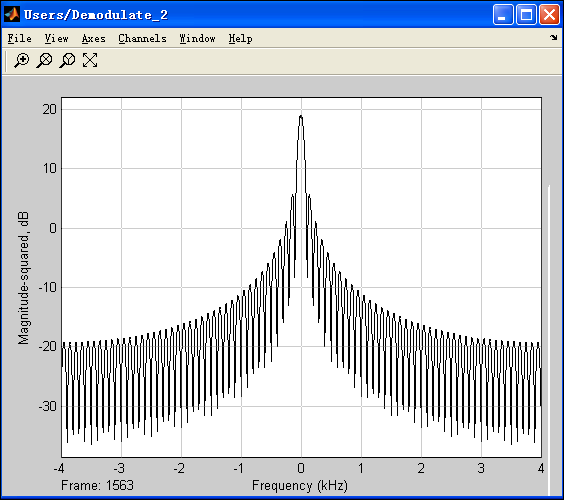 Users/Demodulate_2
File View Axes Channels Window Help
20
10
0
-10
-20
-30
Magnitude-squared, dB
-4 -3 -2 -1 0 1 2 3 4
Frame: 1563 Frequency (kHz)